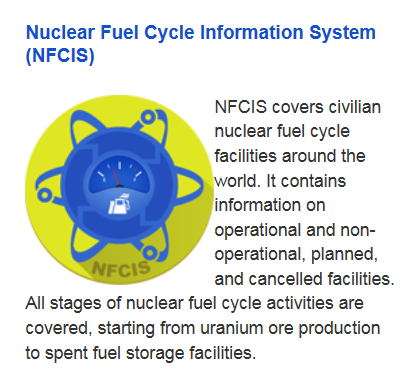 Nuclear Fuel Cycle Information System
(NFCIS)
NFCIS covers civilian
nuclear fuel cycle
facilities around the
world. It contains
information on
operational and non-
operational, planned,
and cancelled facilities.
NFCIS
All stages of nuclear fuel cycle activities are
covered, starting from uranium ore production
to spent fuel storage facilities.